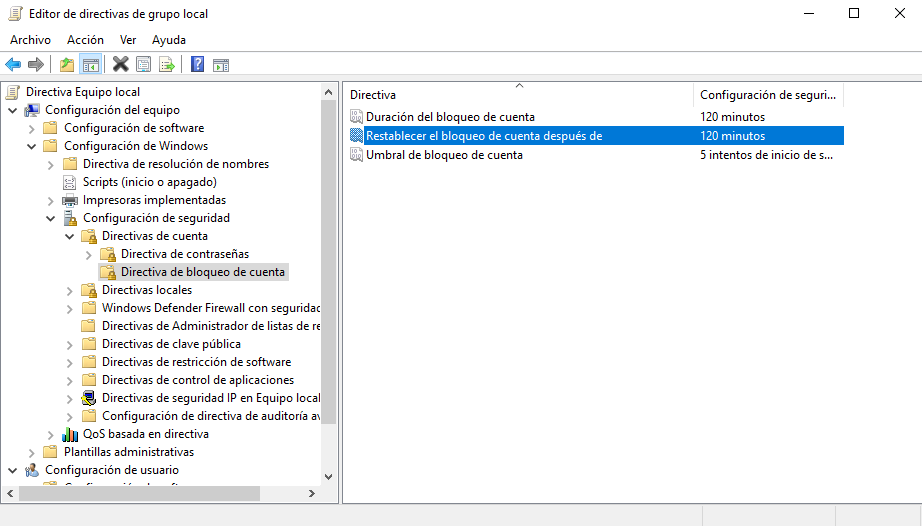 Editor de directivas de grupo local
Archivo Acción Ver Ayuda
Directiva Equipo local
Configuración del equipo
Configuración de software
Configuración de Windows
Directiva de resolución de nombres
Scripts (inicio o apagado)
Impresoras implementadas
Configuración de seguridad
Directivas de cuenta
Directiva de contraseñas
Directiva de bloqueo de cuenta
Directivas locales
Windows Defender Firewall con seguridad
Directivas de Administrador de listas de re
Directivas de clave pública
Directivas de restricción de software
Directivas de control de aplicaciones
Directivas de seguridad IP en Equipo local
Configuración de directiva de auditoría av
QoS basada en directiva
Plantillas administrativas
Configuración de usuario
Directiva Configuración de seguri...
Duración del bloqueo de cuenta 120 minutos
Restablecer el bloqueo de cuenta después de 120 minutos
Umbral de bloqueo de cuenta 5 intentos de inicio de s...